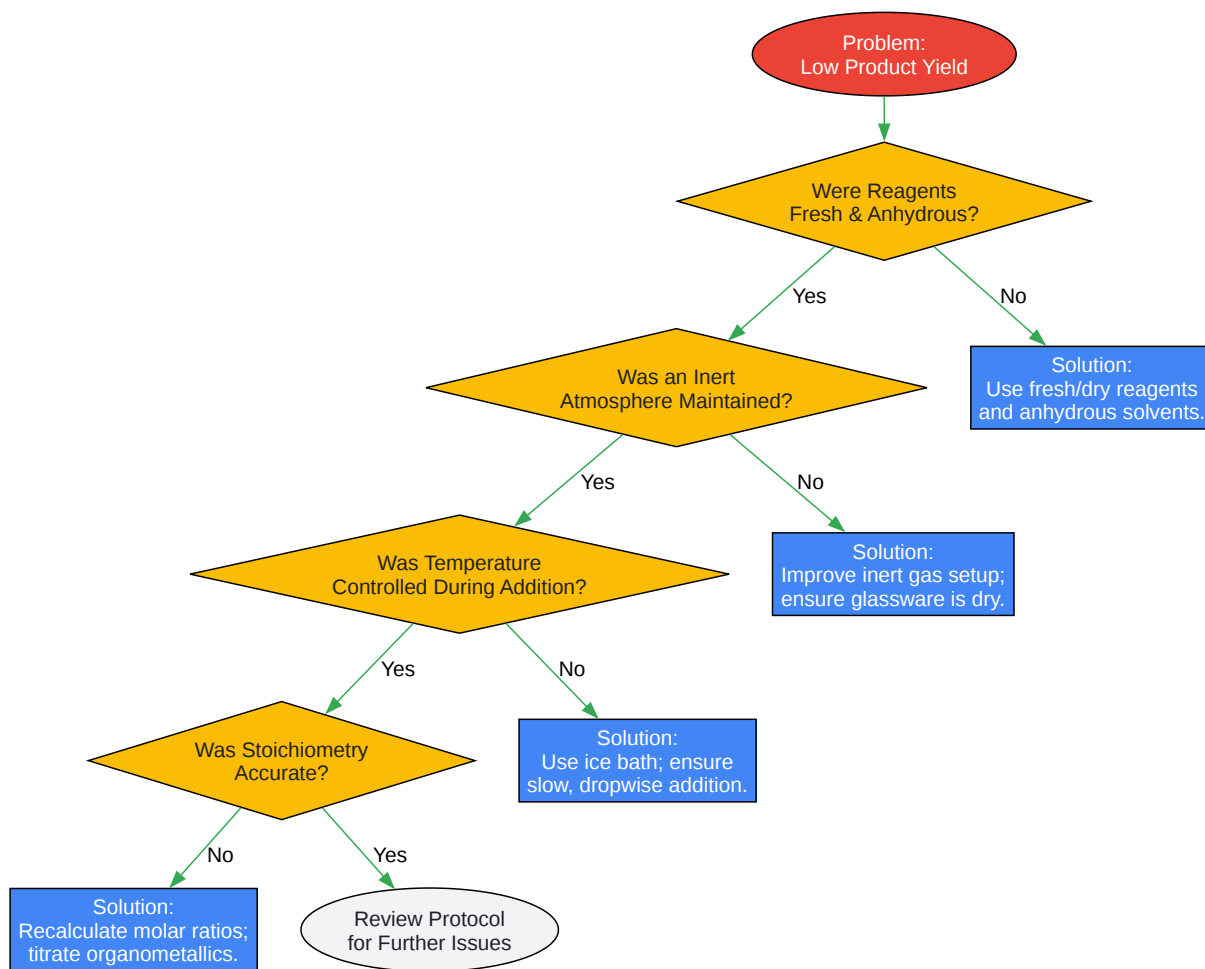 Problem:
Low Product Yield
Were Reagents
Fresh & Anhydrous?
Yes
No
Was an Inert
Atmosphere Maintained?
Solution:
Use fresh/dry reagents
and anhydrous solvents.
Yes
No
Was Temperature
Controlled During Addition?
Solution:
Improve inert gas setup;
ensure glassware is dry.
Yes
No
Was Stoichiometry
Accurate?
Solution:
Use ice bath; ensure
slow, dropwise addition.
No
Yes
Solution:
Recalculate molar ratios;
titrate organometallics.
Review Protocol
for Further Issues